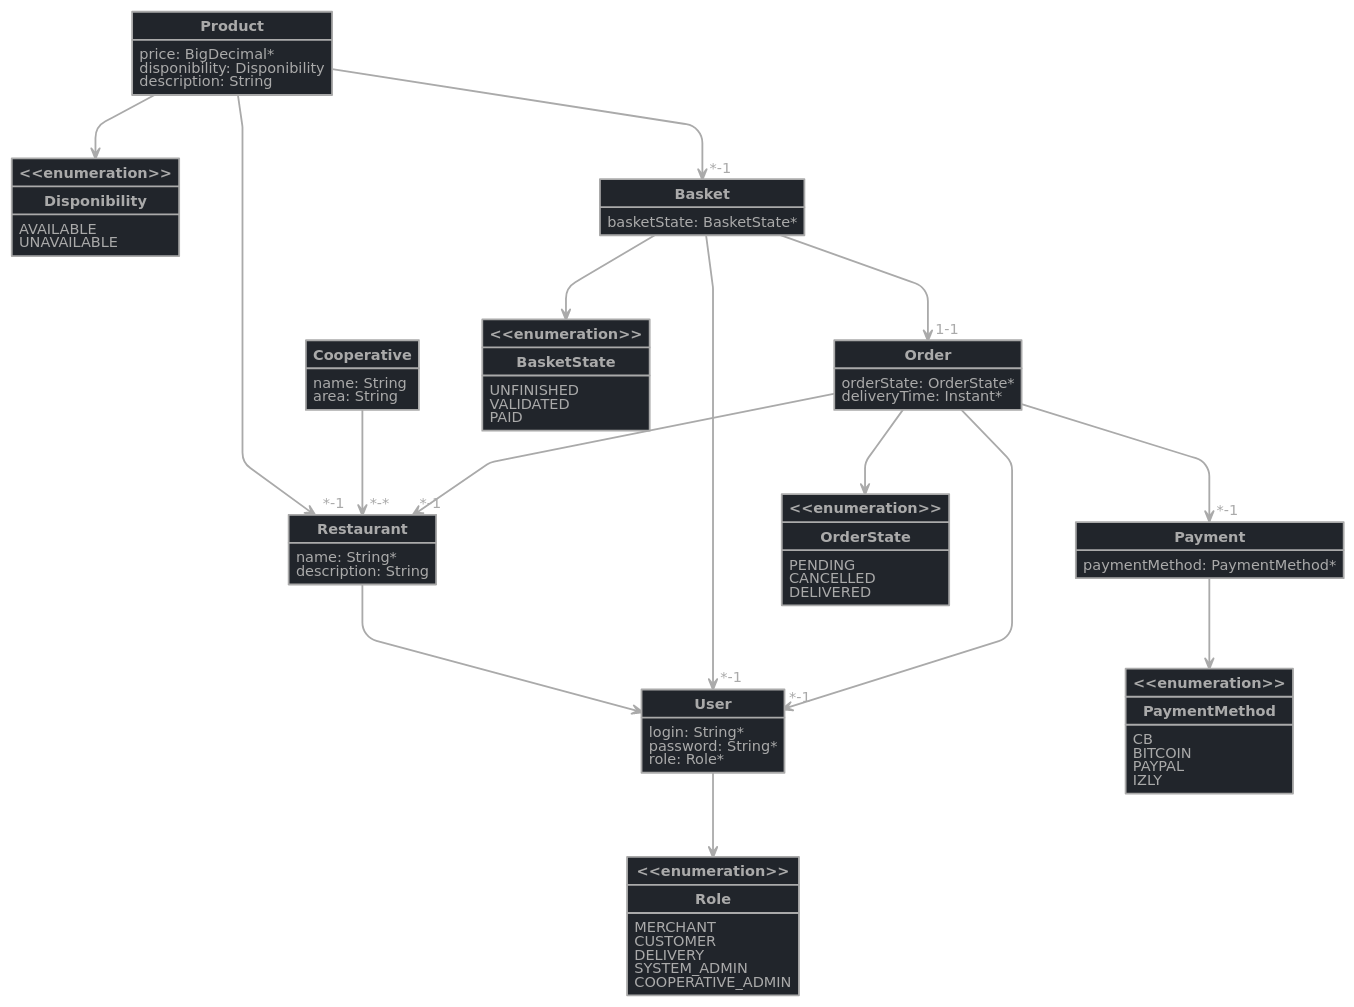 Product
price: BigDecimal*
disponibility: Disponibility
description: String
<<enumeration>>
Disponibility
AVAILABLE
UNAVAILABLE
*-1
Basket
basketState: BasketState*
<<enumeration>>
BasketState
UNFINISHED
VALIDATED
PAID
Cooperative
name: String
area: String
1-1
Order
orderState: OrderState*
deliveryTime: Instant*
*-1
*-*
*-1
Restaurant
name: String*
description: String
<<enumeration>>
OrderState
PENDING
CANCELLED
DELIVERED
*-1
Payment
paymentMethod: PaymentMethod*
*-1
*-1
User
login: String*
password: String*
role: Role*
<<enumeration>>
PaymentMethod
CB
BITCOIN
PAYPAL
IZLY
<<enumeration>>
Role
MERCHANT
CUSTOMER
DELIVERY
SYSTEM_ADMIN
COOPERATIVE_ADMIN